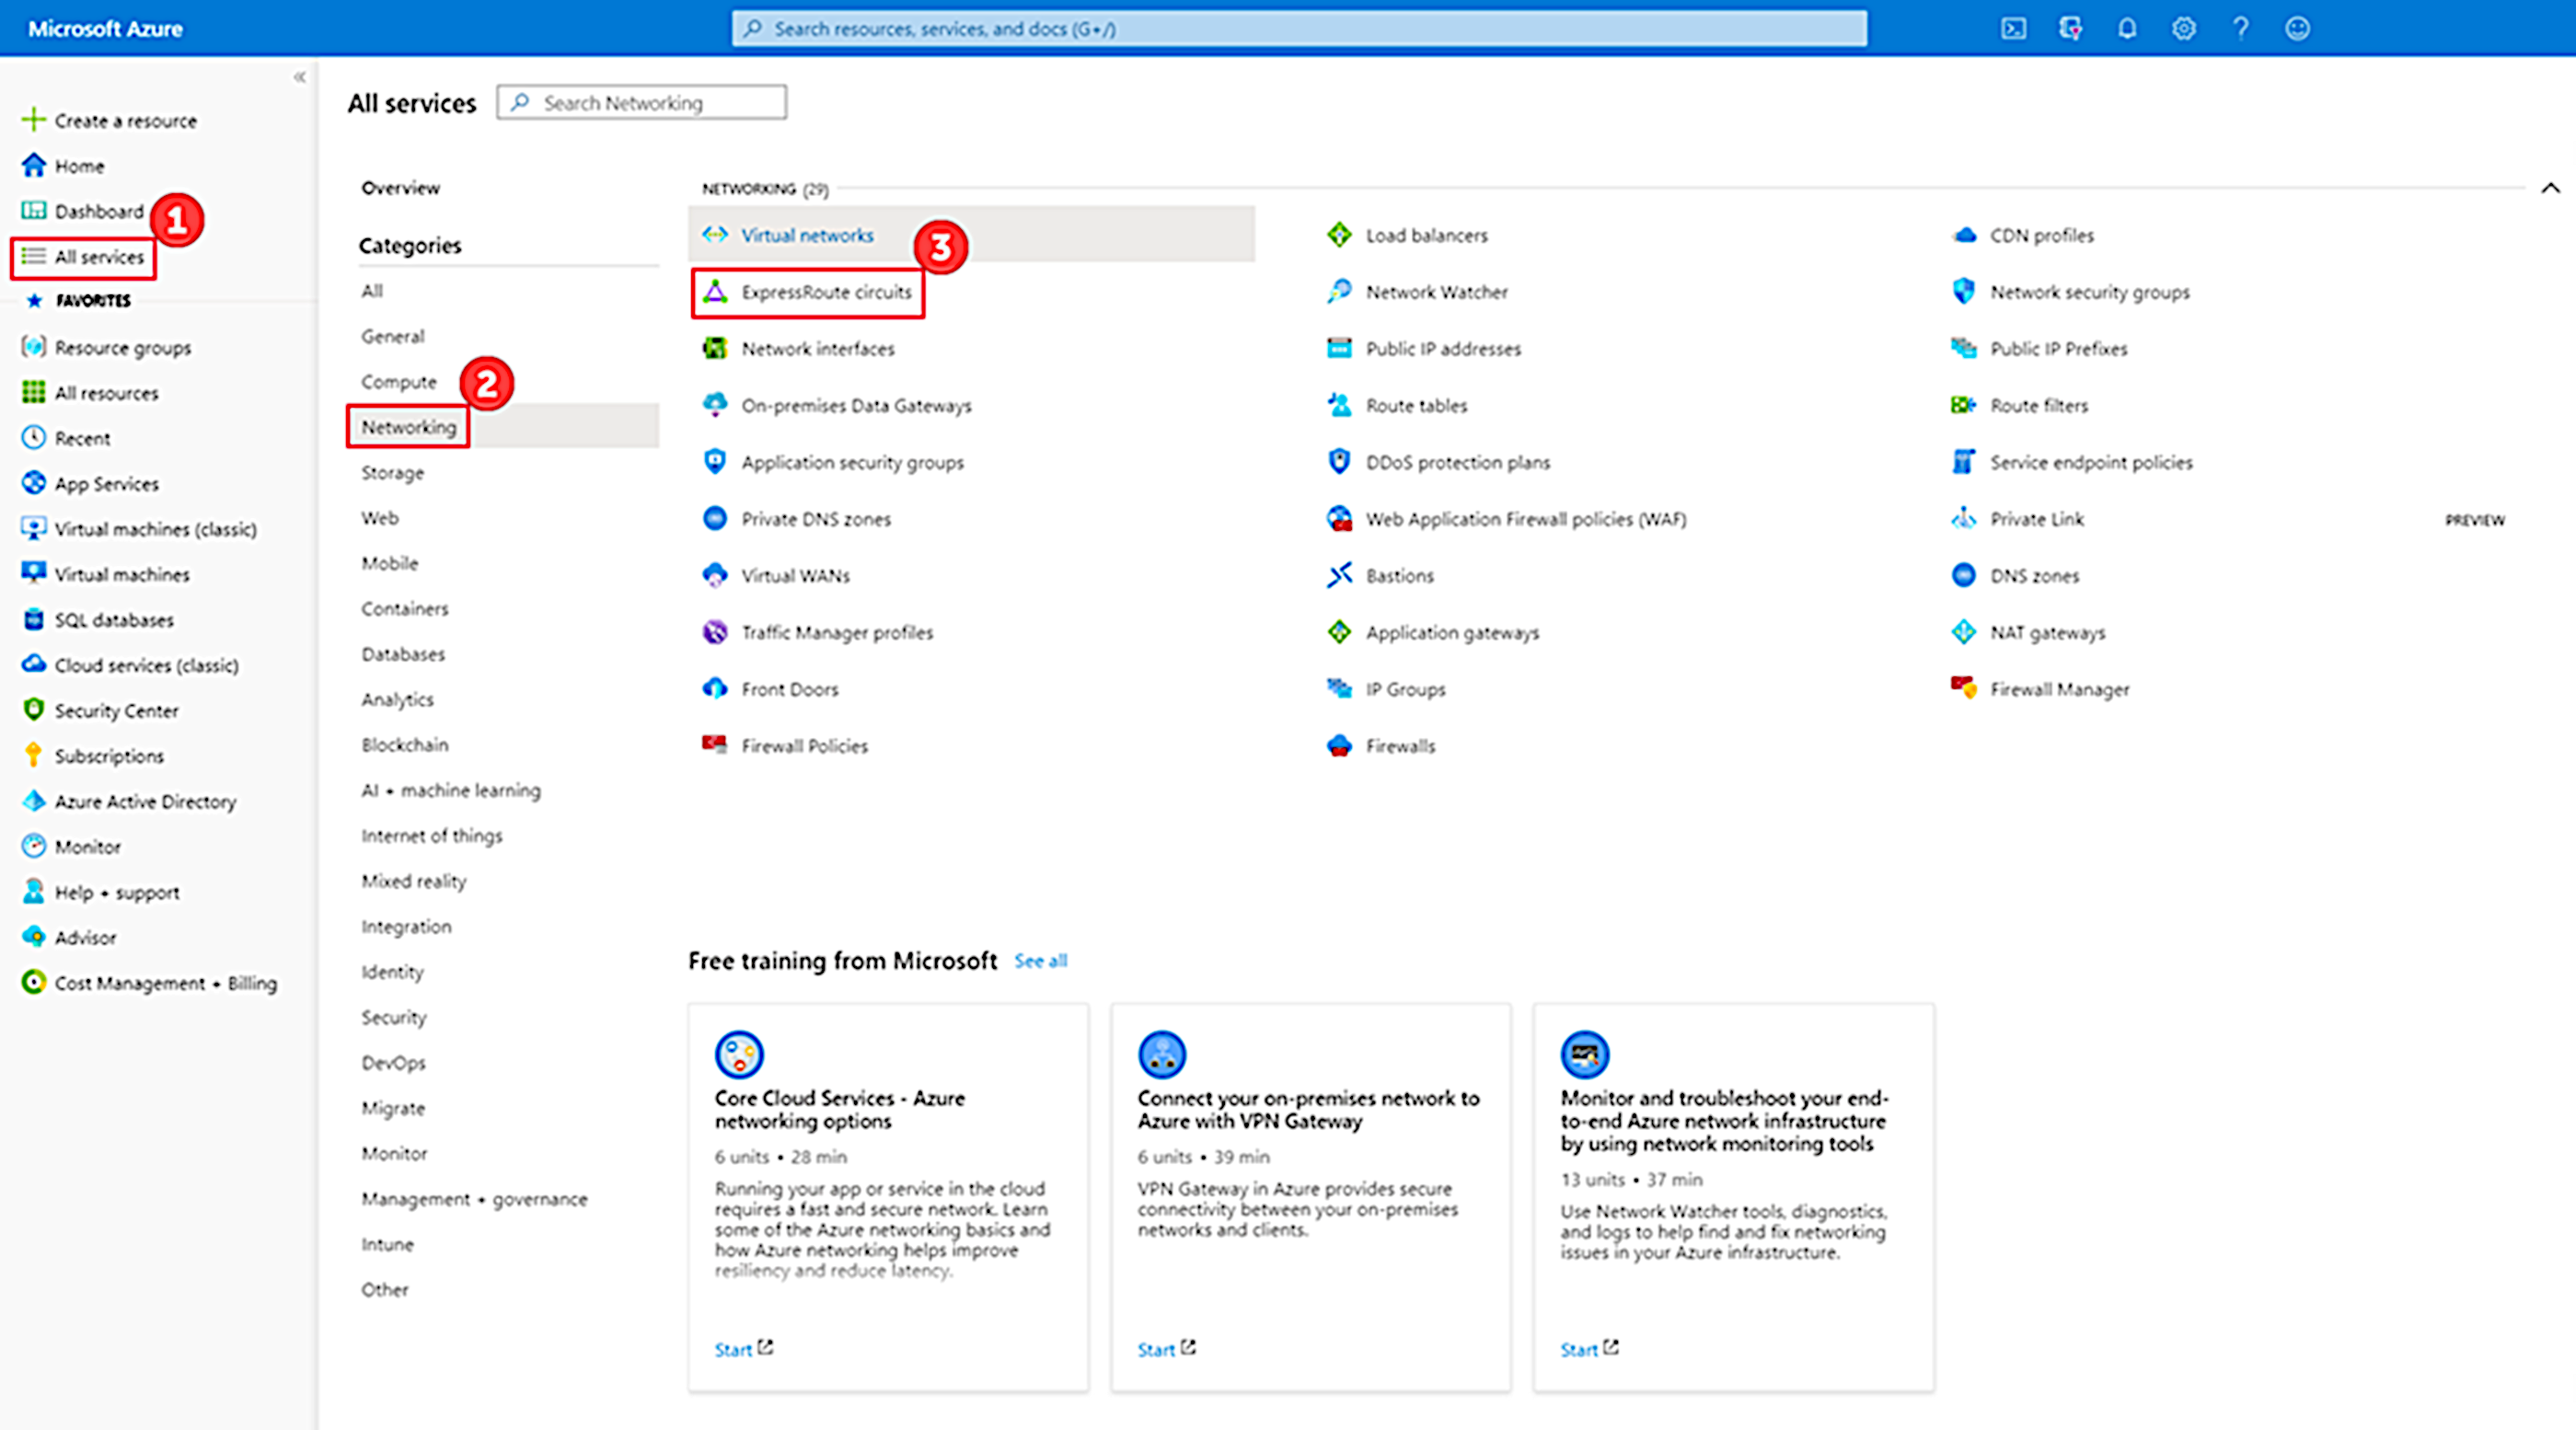 Microsoft Azure
Search resources, services, and docs (G+/)
Create a resource
Home
Dashboard
1
All services
FAVORITES
Resource groups
All resources
Recent
App Services
Virtual machines (classic)
Virtual machines
SQL databases
Cloud services (classic)
Security Center
Subscriptions
Azure Active Directory
Monitor
Help + support
Advisor
Cost Management + Billing
All services
Search Networking
Overview
Categories
All
General
Compute
2
Networking
Storage
Web
Mobile
Containers
Databases
Analytics
Blockchain
AI + machine learning
Internet of things
Mixed reality
Integration
Identity
Security
DevOps
Migrate
Monitor
Management + governance
Intune
Other
NETWORKING (29)
Virtual networks
3
ExpressRoute circuits
Network interfaces
On-premises Data Gateways
Application security groups
Private DNS zones
Virtual WANs
Traffic Manager profiles
Front Doors
Firewall Policies
Load balancers
Network Watcher
Public IP addresses
Route tables
DDoS protection plans
Web Application Firewall policies (WAF)
Bastions
Application gateways
IP Groups
Firewalls
CDN profiles
Network security groups
Public IP Prefixes
Route filters
Service endpoint policies
Private Link PREVIEW
DNS zones
NAT gateways
Firewall Manager
Free training from Microsoft See all
Core Cloud Services - Azure
networking options
6 units • 28 min
Running your app or service in the cloud
requires a fast and secure network. Learn
some of the Azure networking basics and
how Azure networking helps improve
resiliency and reduce latency.
Start
Connect your on-premises network to
Azure with VPN Gateway
6 units • 39 min
VPN Gateway in Azure provides secure
connectivity between your on-premises
networks and clients.
Start
Monitor and troubleshoot your end-
to-end Azure network infrastructure
by using network monitoring tools
13 units • 37 min
Use Network Watcher tools, diagnostics,
and logs to help find and fix networking
issues in your Azure infrastructure.
Start